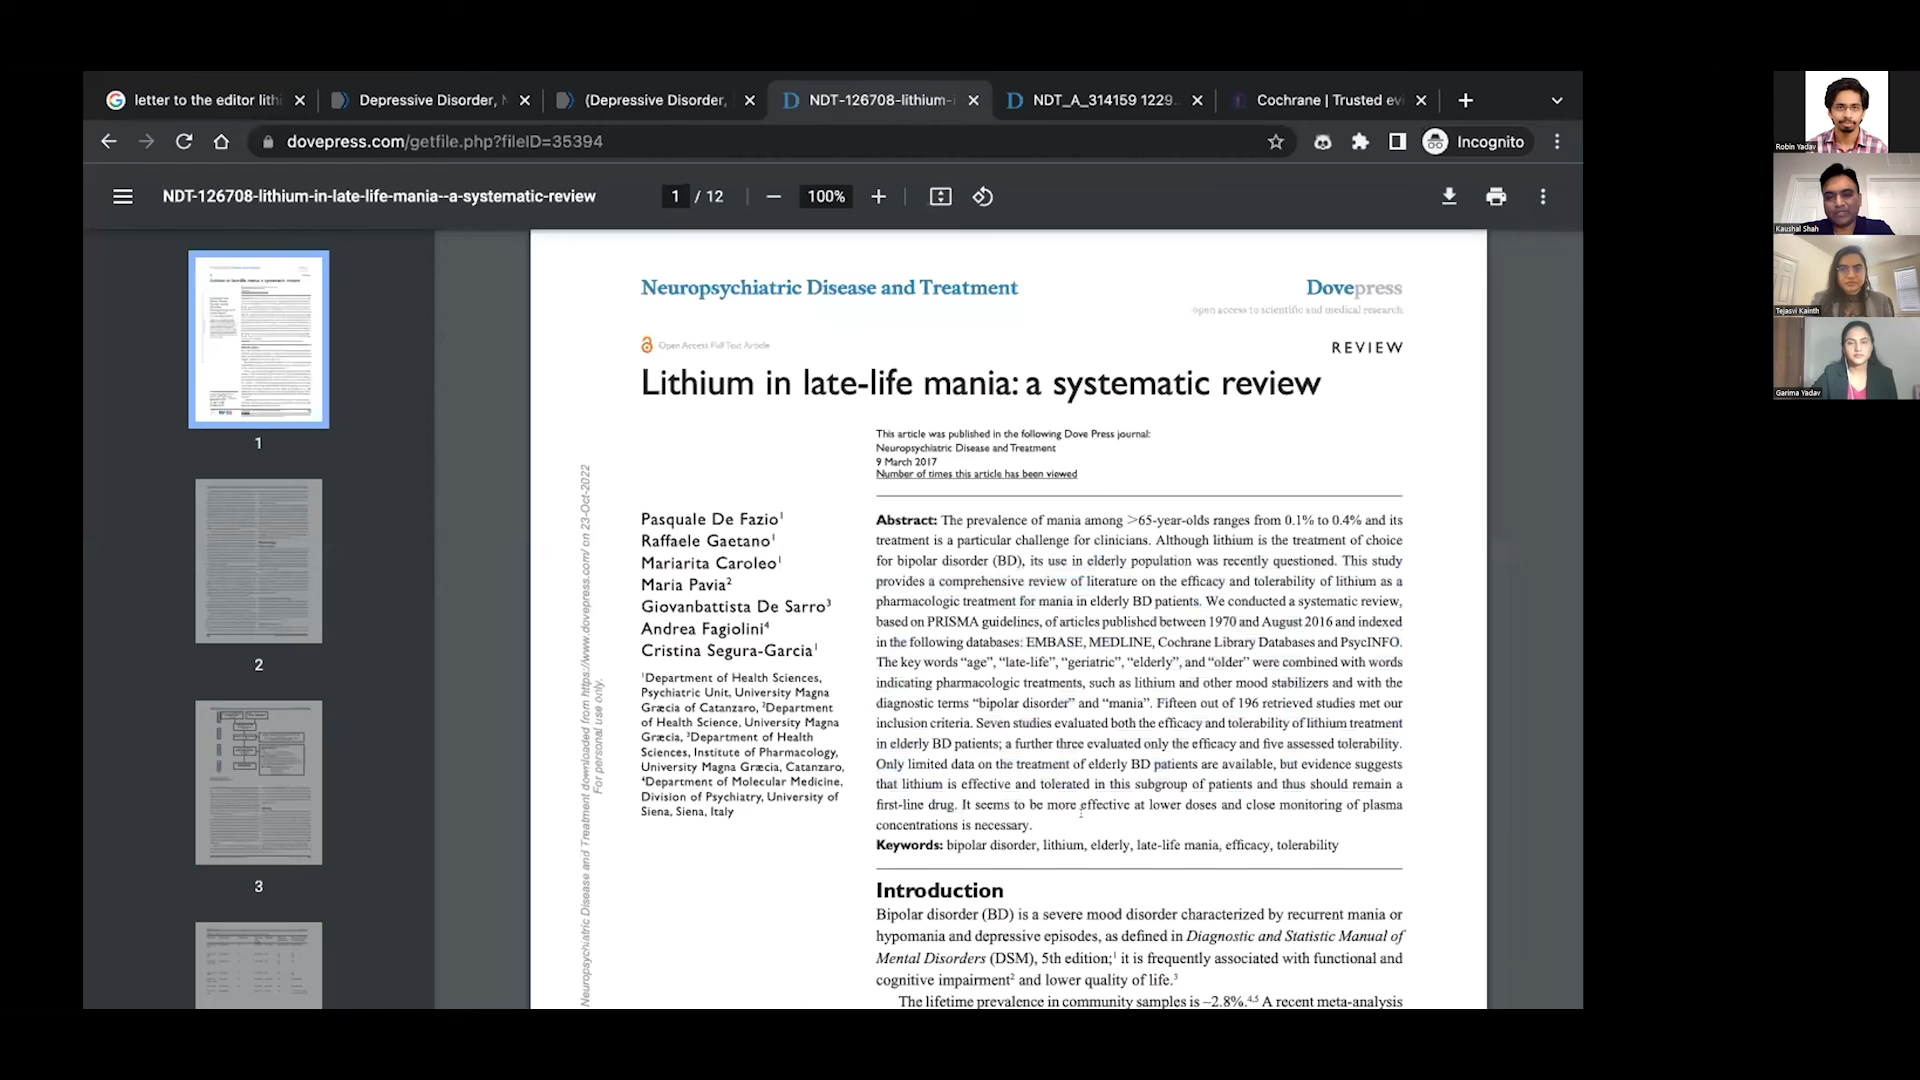 letter to the editor lithi
Depressive Disorder,
(Depressive Disorder,
NDT-126708-lithium-i
NDT_A_314159 1229
Cochrane | Trusted evi
dovepress.com/getfile.php?fileID=35394
Incognito
NDT-126708-lithium-in-late-life-mania--a-systematic-review
1 / 12
100%
1
2
3
Neuropsychiatric Disease and Treatment
Dovepress
open access to scientific and medical research
Open Access Full Text Article
REVIEW
Lithium in late-life mania: a systematic review
This article was published in the following Dove Press journal:
Neuropsychiatric Disease and Treatment
9 March 2017
Number of times this article has been viewed
Pasquale De Fazio¹
Raffaele Gaetano¹
Mariarita Caroleo¹
Maria Pavia²
Giovanbattista De Sarro³
Andrea Fagiolini⁴
Cristina Segura-Garcia¹
¹Department of Health Sciences,
Psychiatric Unit, University Magna
Græcia of Catanzaro, ²Department
of Health Science, University Magna
Græcia, ³Department of Health
Sciences, Institute of Pharmacology,
University Magna Græcia, Catanzaro,
⁴Department of Molecular Medicine,
Division of Psychiatry, University of
Siena, Siena, Italy
Abstract: The prevalence of mania among >65-year-olds ranges from 0.1% to 0.4% and its
treatment is a particular challenge for clinicians. Although lithium is the treatment of choice
for bipolar disorder (BD), its use in elderly population was recently questioned. This study
provides a comprehensive review of literature on the efficacy and tolerability of lithium as a
pharmacologic treatment for mania in elderly BD patients. We conducted a systematic review,
based on PRISMA guidelines, of articles published between 1970 and August 2016 and indexed
in the following databases: EMBASE, MEDLINE, Cochrane Library Databases and PsycINFO.
The key words “age”, “late-life”, “geriatric”, “elderly”, and “older” were combined with words
indicating pharmacologic treatments, such as lithium and other mood stabilizers and with the
diagnostic terms “bipolar disorder” and “mania”. Fifteen out of 196 retrieved studies met our
inclusion criteria. Seven studies evaluated both the efficacy and tolerability of lithium treatment
in elderly BD patients; a further three evaluated only the efficacy and five assessed tolerability.
Only limited data on the treatment of elderly BD patients are available, but evidence suggests
that lithium is effective and tolerated in this subgroup of patients and thus should remain a
first-line drug. It seems to be more effective at lower doses and close monitoring of plasma
concentrations is necessary.
Keywords: bipolar disorder, lithium, elderly, late-life mania, efficacy, tolerability
Introduction
Bipolar disorder (BD) is a severe mood disorder characterized by recurrent mania or
hypomania and depressive episodes, as defined in Diagnostic and Statistic Manual of
Mental Disorders (DSM), 5th edition;¹ it is frequently associated with functional and
cognitive impairment² and lower quality of life.³
The lifetime prevalence in community samples is ~2.8%.⁴,⁵ A recent meta-analysis
Neuropsychiatric Disease and Treatment downloaded from https://www.dovepress.com/ on 23-Oct-2022
For personal use only.
Robin Yadav
Kaushal Shah
Tejasvi Kainth
Garima Yadav